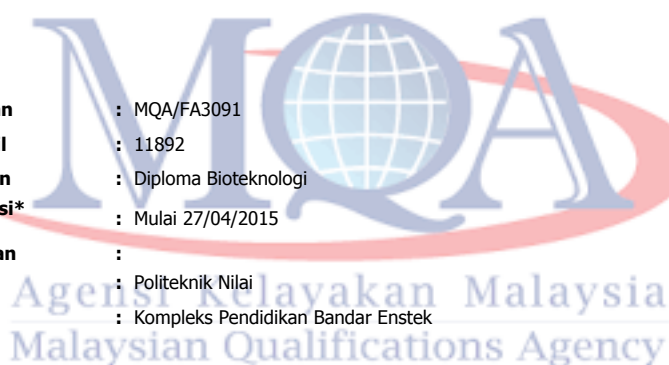 MQA
an : MQA/FA3091
l : 11892
n : Diploma Bioteknologi
si* : Mulai 27/04/2015
an :
: Politeknik Nilai
: Kompleks Pendidikan Bandar Enstek
Agensi Kelayakan Malaysia
Malaysian Qualifications Agency